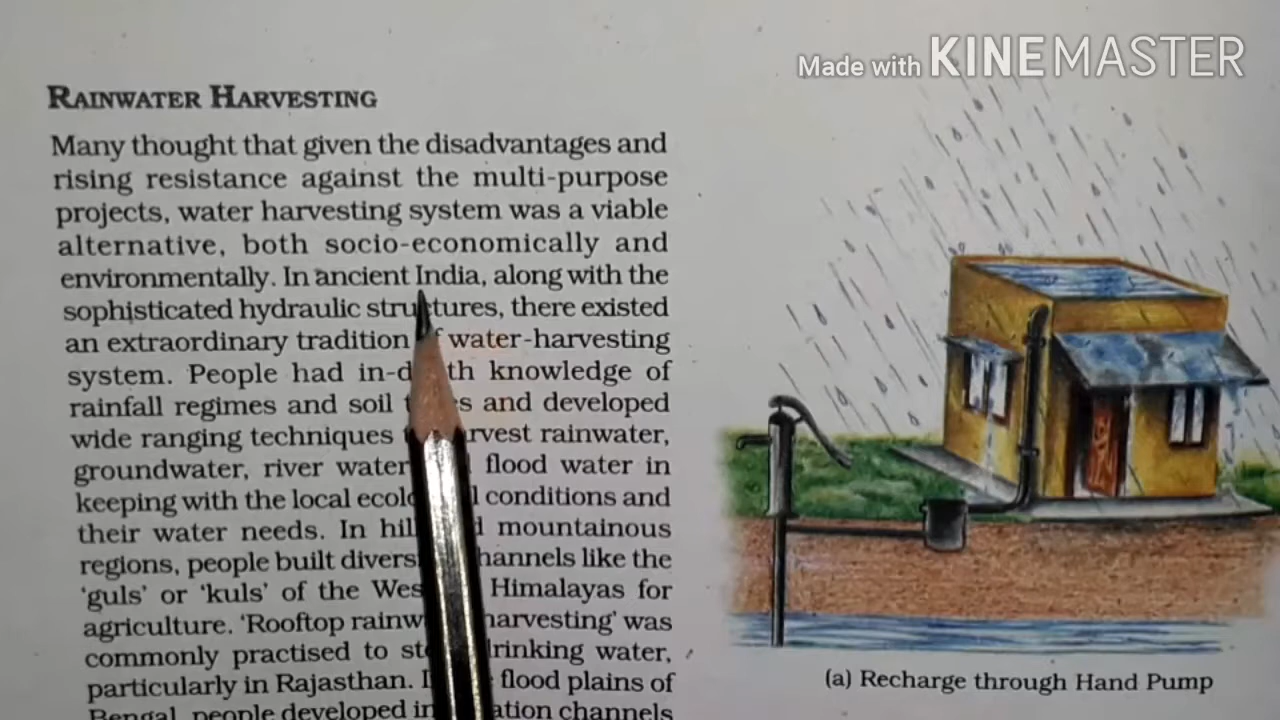 Made with KINEMASTER
RAINWATER HARVESTING
Many thought that given the disadvantages and
rising resistance against the multi-purpose
projects, water harvesting system was a viable
alternative, both socio-economically and
environmentally. In ancient India, along with the
sophisticated hydraulic structures, there existed
an extraordinary tradition water-harvesting
system. People had knowledge of
rainfall regimes and soil and developed
wide ranging techniques rainwater,
groundwater, river water flood water in
keeping with the local conditions and
their water needs. In mountainous
regions, people built like the
'guls' or 'kuls' of the Himalayas for
agriculture. 'Rooftop harvesting' was
commonly practised to drinking water,
particularly in Rajasthan. flood plains of
Bengal, people developed channels
(a) Recharge through Hand Pump